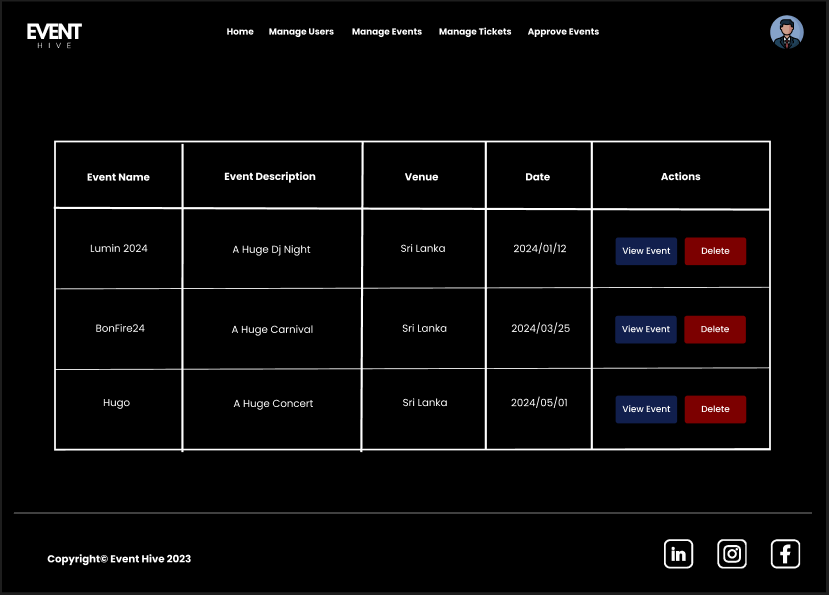 EVENT
HIVE
Home Manage Users Manage Events Manage Tickets Approve Events
Event Name Event Description Venue Date Actions
Lumin 2024 A Huge Dj Night Sri Lanka 2024/01/12 View Event Delete
BonFire24 A Huge Carnival Sri Lanka 2024/03/25 View Event Delete
Hugo A Huge Concert Sri Lanka 2024/05/01 View Event Delete
Copyright© Event Hive 2023 in f